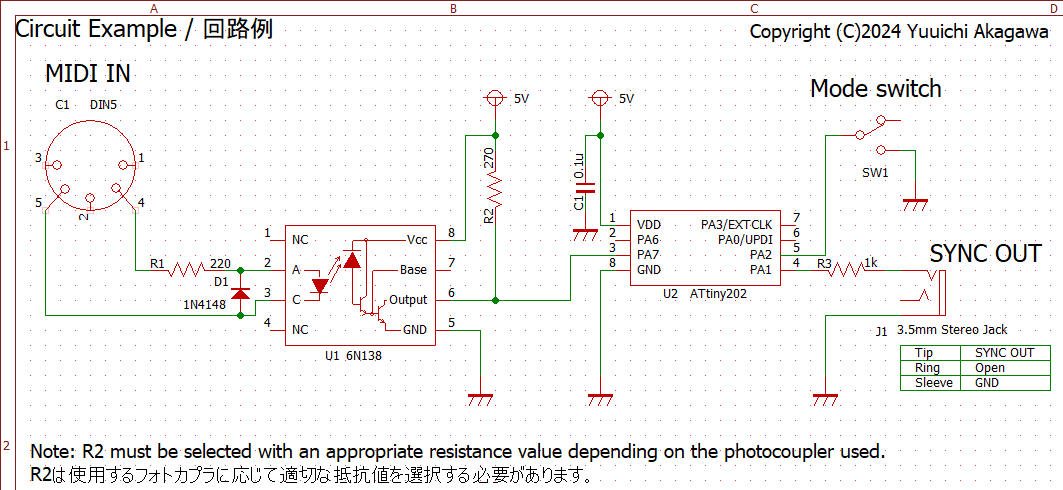 A B C D
Circuit Example / 回路例
Copyright (C)2024 Yuuichi Akagawa
MIDI IN
C1 DIN5
3 1
5 2 4
1
5V
5V
Mode switch
SW1
R2 270
C1 0.1u
R1 220
D1
1N4148
1 NC Vcc 8
2 A Base 7
3 C Output 6
4 NC GND 5
U1 6N138
1 VDD PA3/EXTCLK 7
2 PA6 PA0/UPDI 6
3 PA7 PA2 5
8 GND PA1 4
U2 ATtiny202
R3 1k
SYNC OUT
J1 3.5mm Stereo Jack
Tip SYNC OUT
Ring Open
Sleeve GND
2
Note: R2 must be selected with an appropriate resistance value depending on the photocoupler used.
R2は使用するフォトカプラに応じて適切な抵抗値を選択する必要があります。